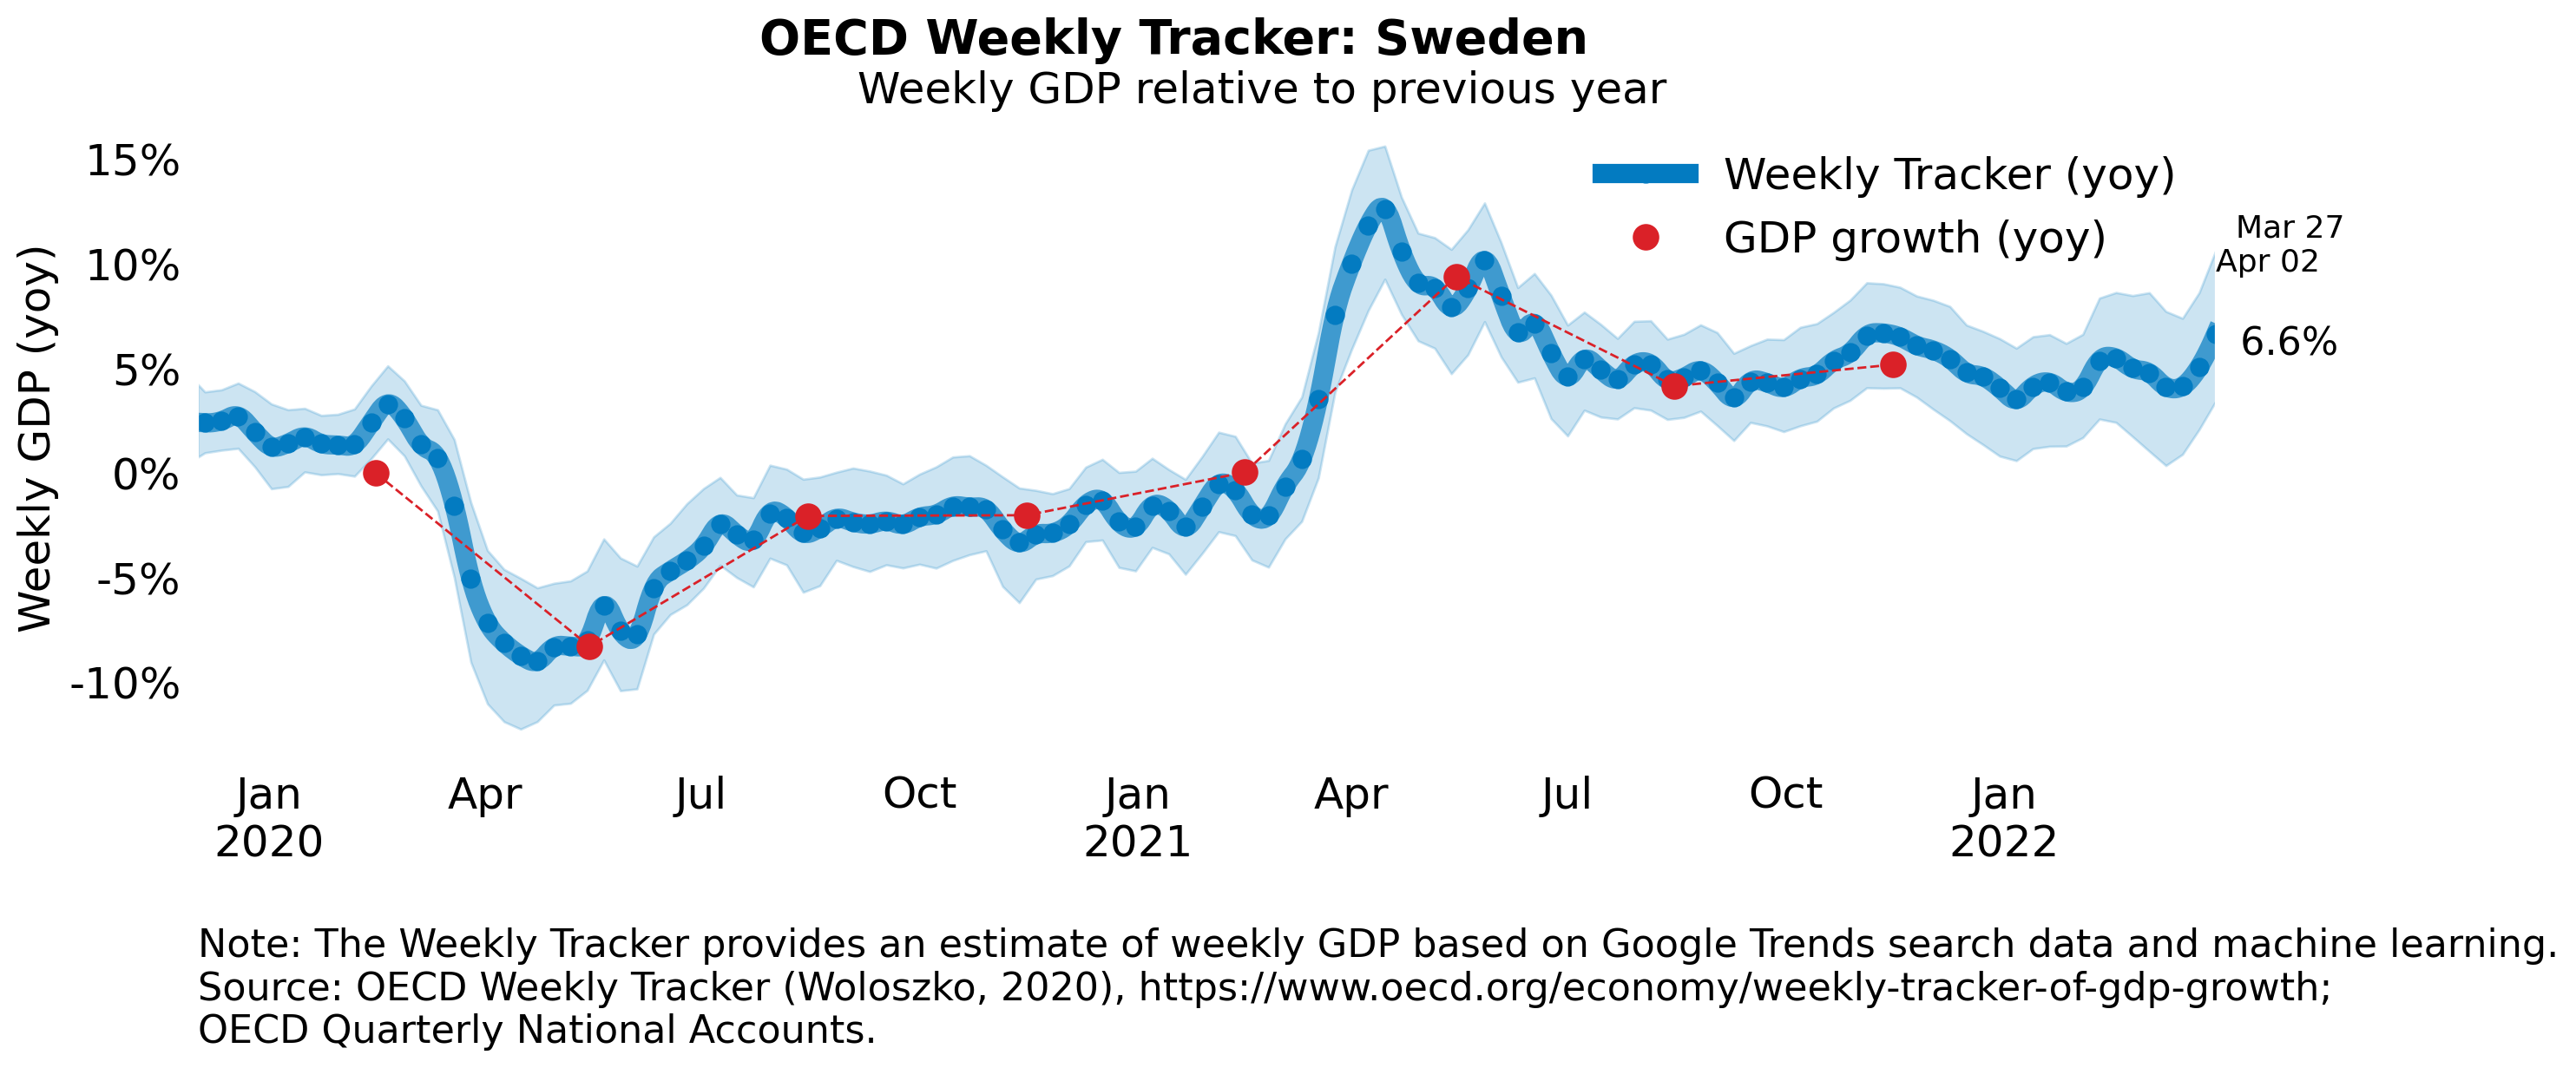 OECD Weekly Tracker: Sweden
Weekly GDP relative to previous year
Weekly GDP (yoy)
15%
10%
5%
0%
-5%
-10%
Weekly Tracker (yoy)
GDP growth (yoy)
Mar 27
Apr 02
6.6%
Jan Apr Jul Oct Jan Apr Jul Oct Jan
2020 2021 2022
Note: The Weekly Tracker provides an estimate of weekly GDP based on Google Trends search data and machine learning.
Source: OECD Weekly Tracker (Woloszko, 2020), https://www.oecd.org/economy/weekly-tracker-of-gdp-growth;
OECD Quarterly National Accounts.